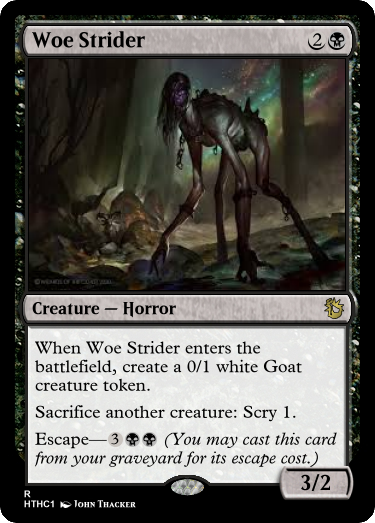 Woe Strider 2
Creature — Horror
When Woe Strider enters the
battlefield, create a 0/1 white Goat
creature token.
Sacrifice another creature: Scry 1.
Escape—3 (You may cast this card
from your graveyard for its escape cost.)
3/2
R
HTHC1 John Thacker